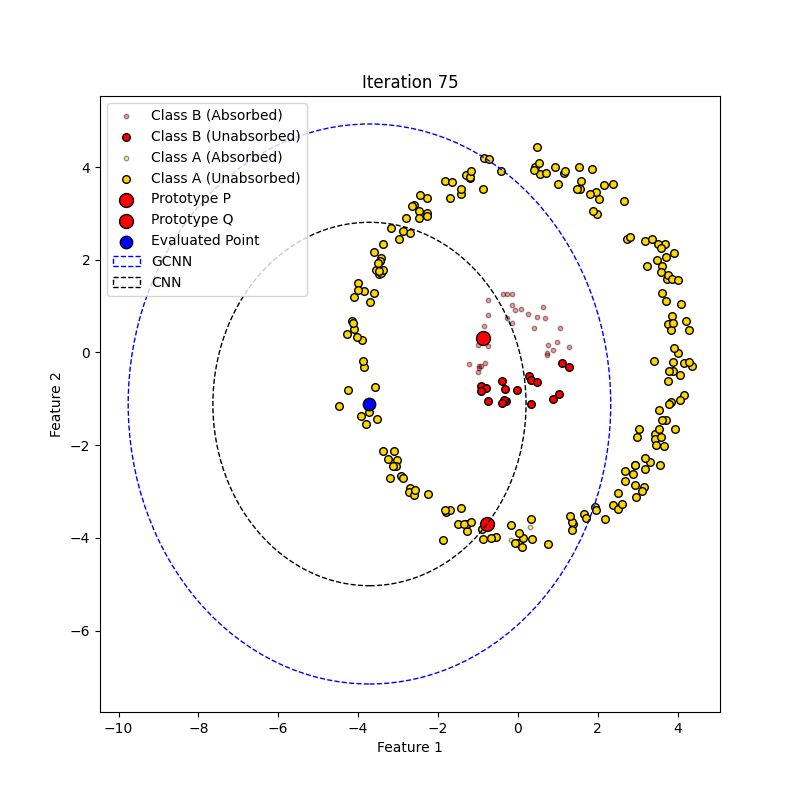 Iteration 75
Class B (Absorbed)
Class B (Unabsorbed)
Class A (Absorbed)
Class A (Unabsorbed)
Prototype P
Prototype Q
Evaluated Point
GCNN
CNN
4
2
0
−2
−4
−6
Feature 2
−10
−8
−6
−4
−2
0
2
4
Feature 1